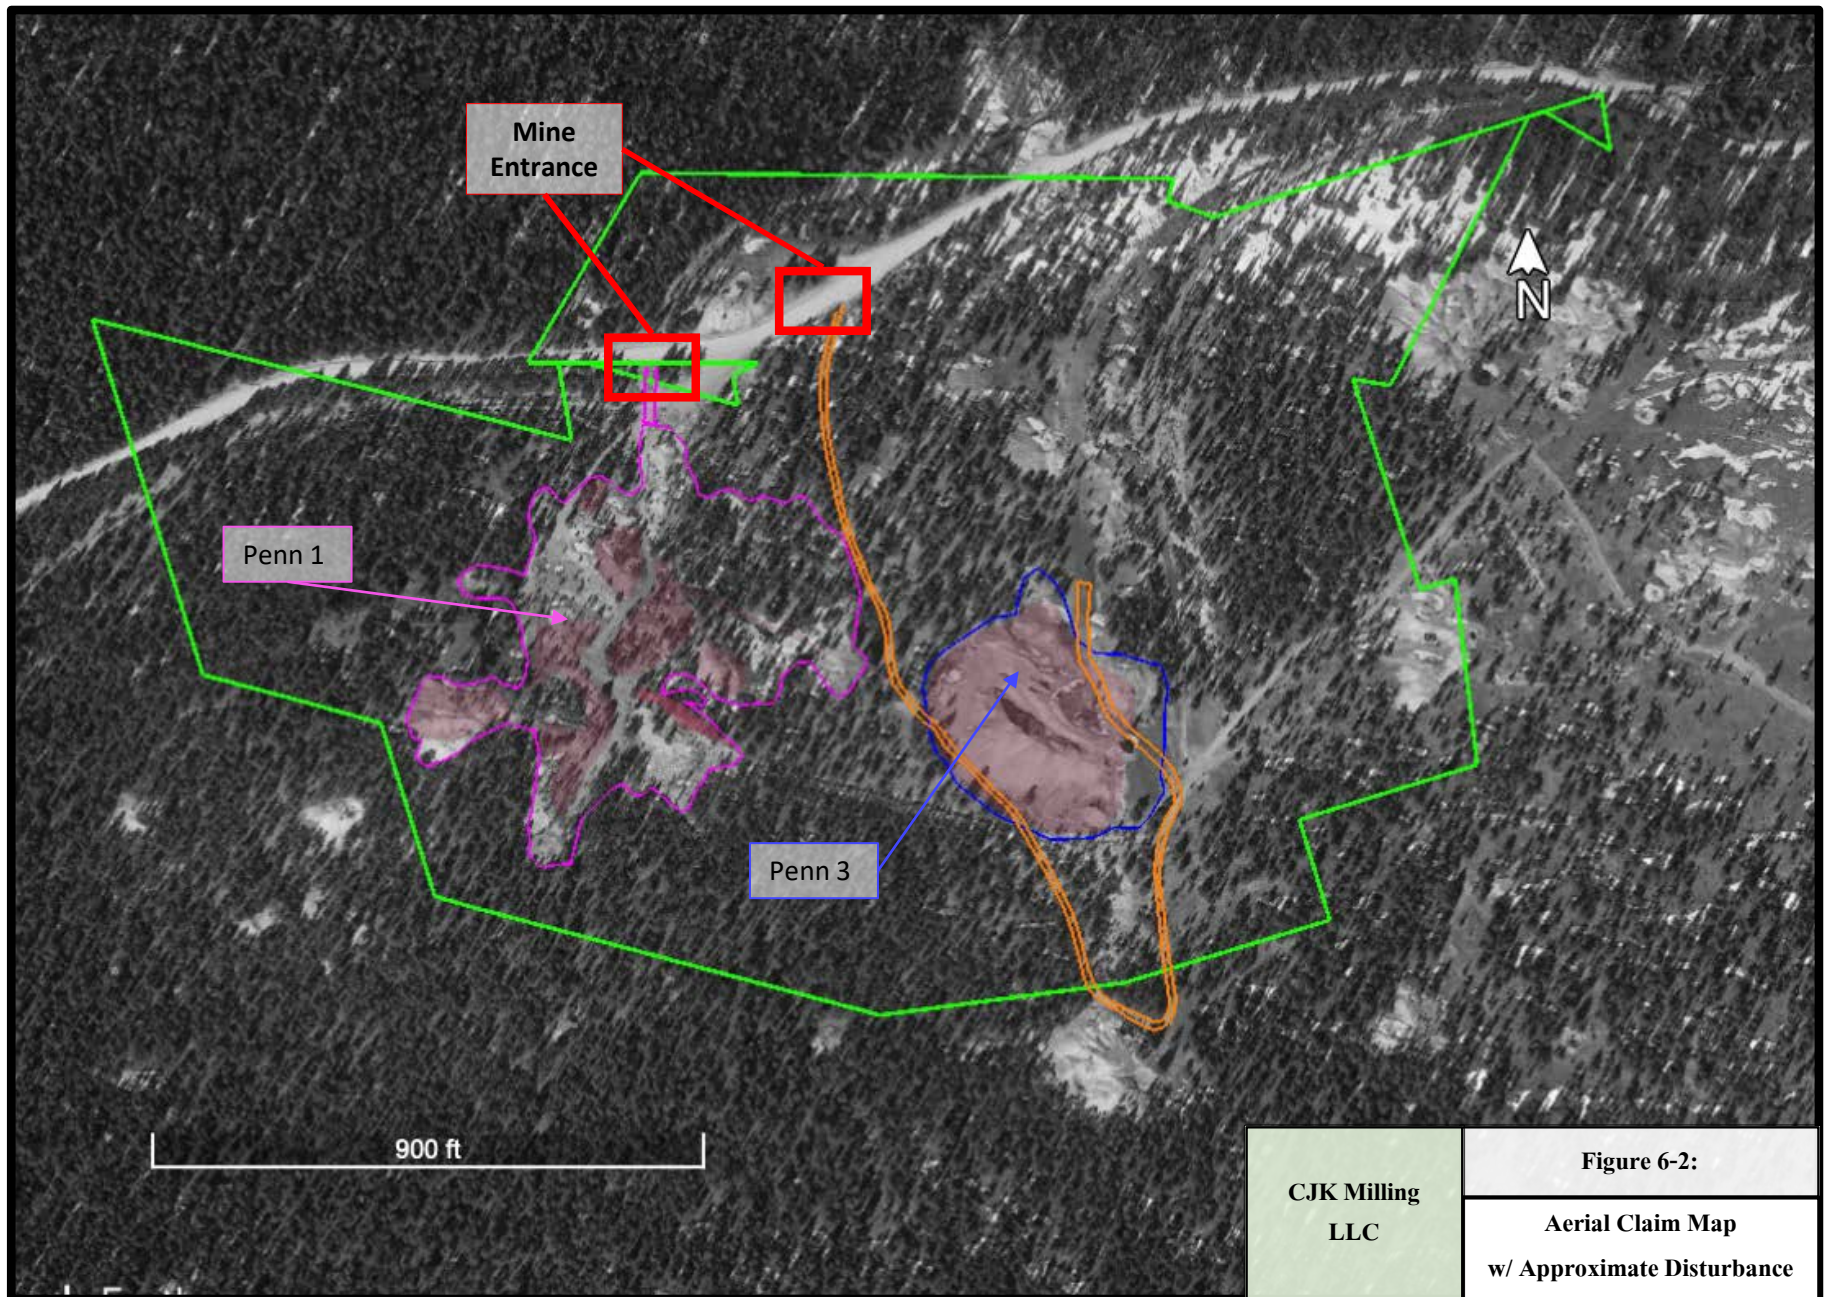 Mine
Entrance
N
Penn 1
Penn 3
900 ft
CJK Milling
LLC
Figure 6-2:
Aerial Claim Map
w/ Approximate Disturbance